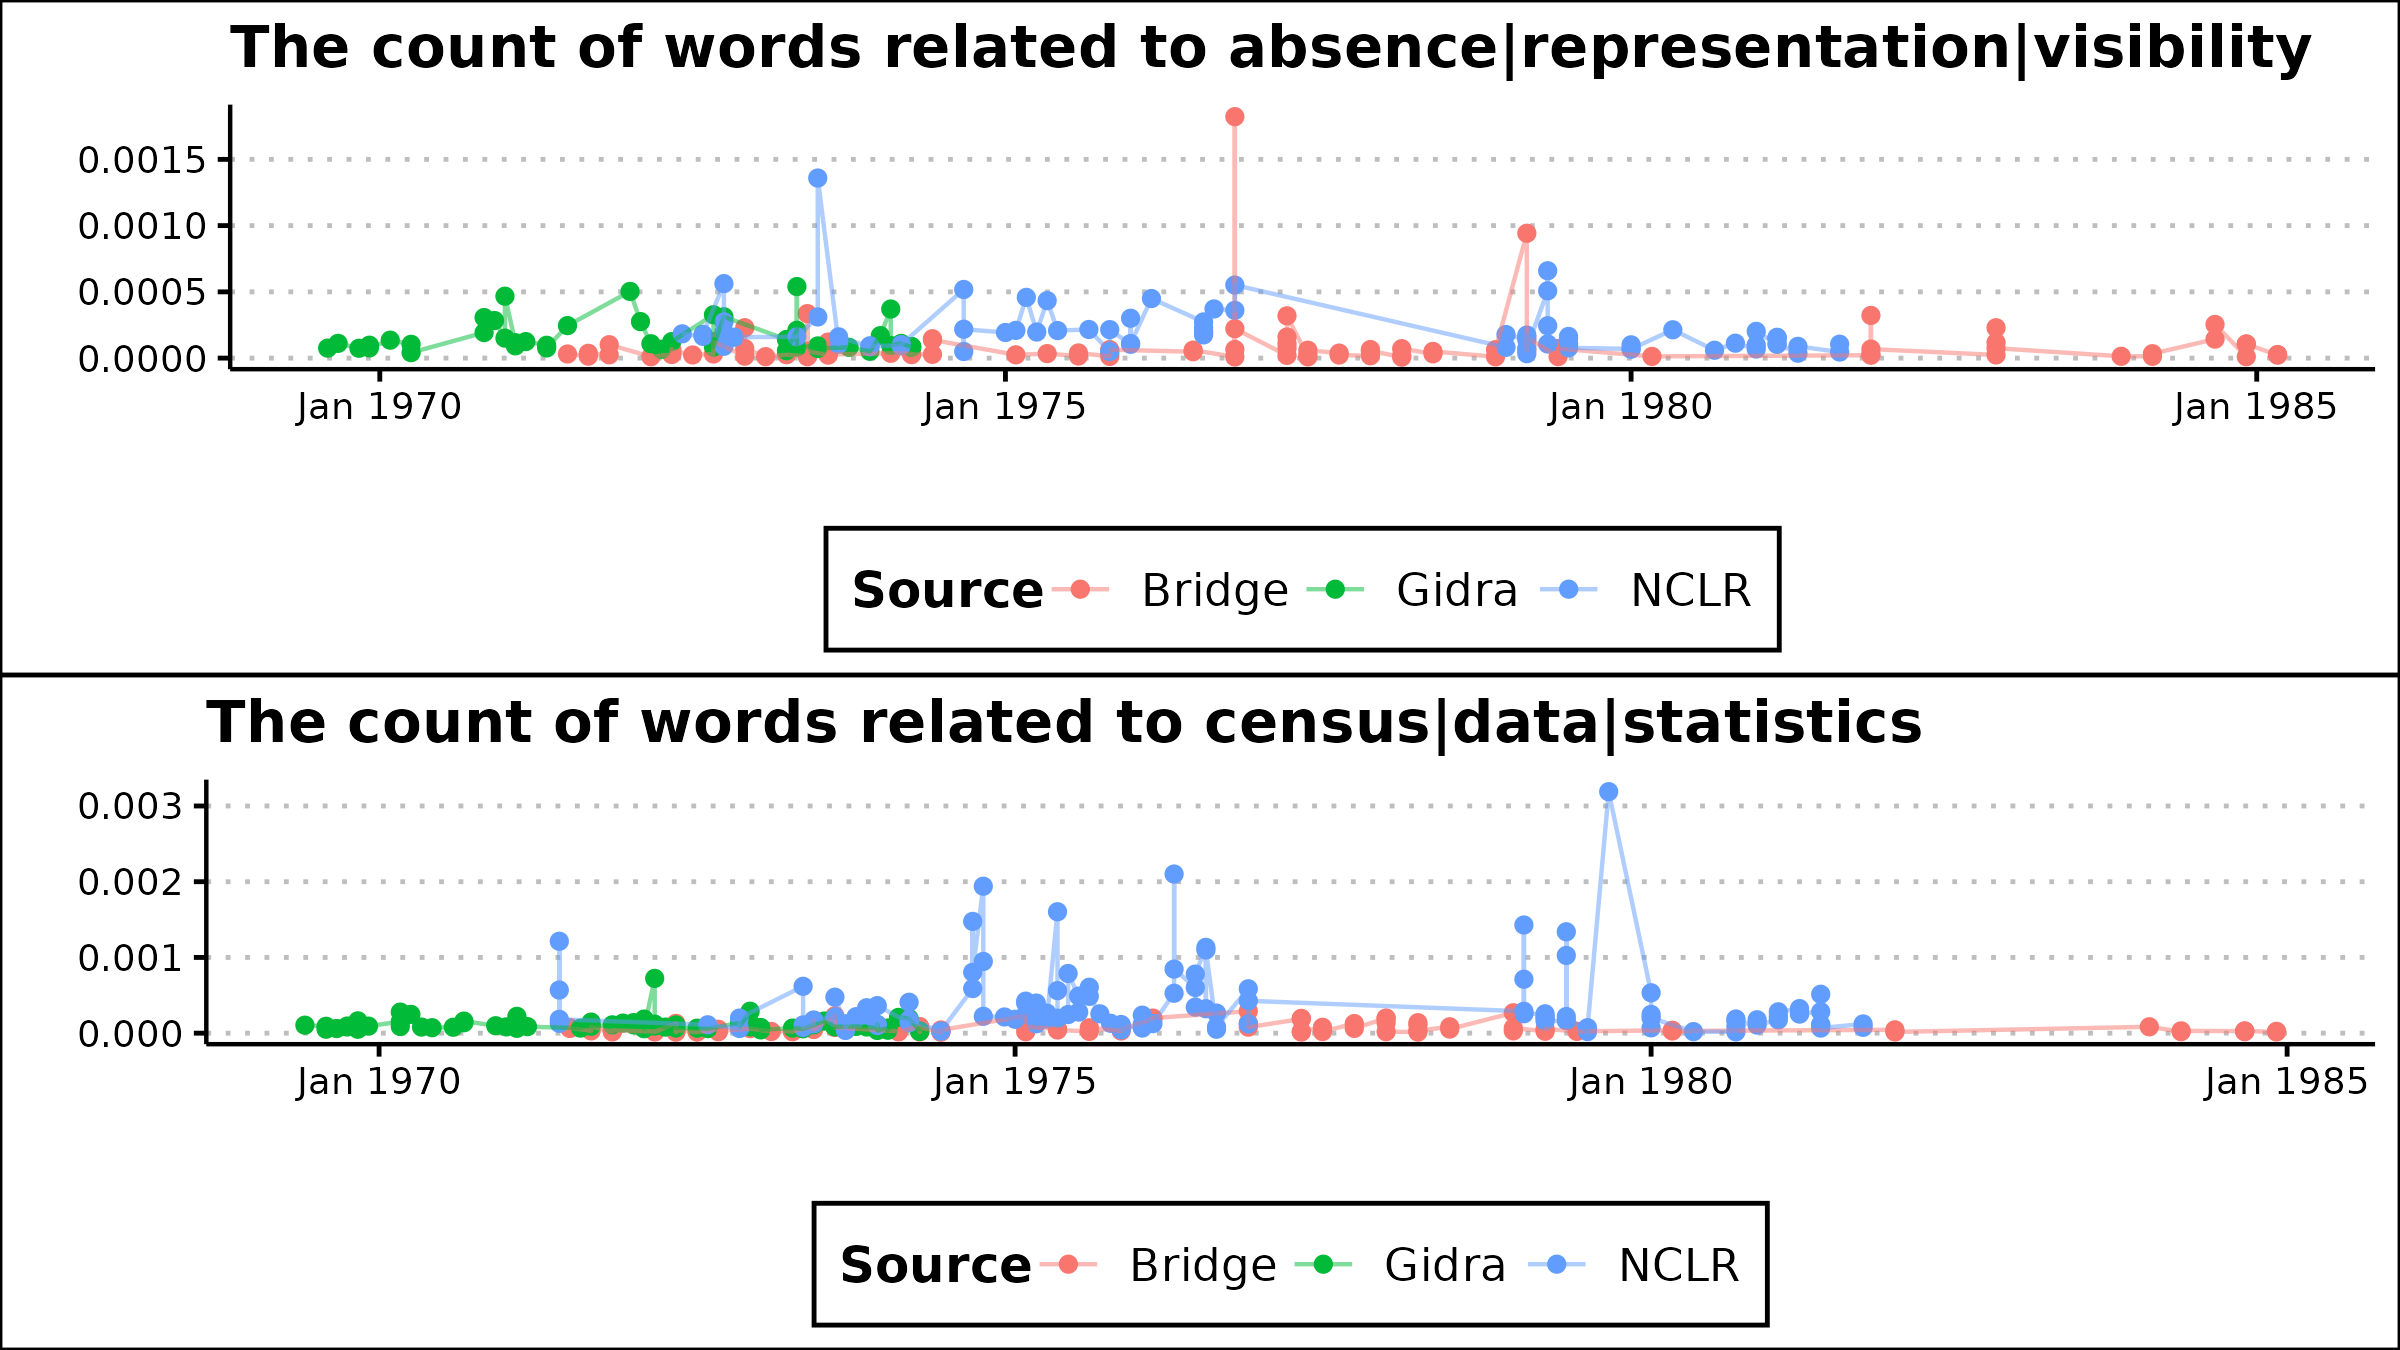 The count of words related to absence|representation|visibility
0.0015
0.0010
0.0005
0.0000
Jan 1970 Jan 1975 Jan 1980 Jan 1985
Source Bridge Gidra NCLR
The count of words related to census|data|statistics
0.003
0.002
0.001
0.000
Jan 1970 Jan 1975 Jan 1980 Jan 1985
Source Bridge Gidra NCLR